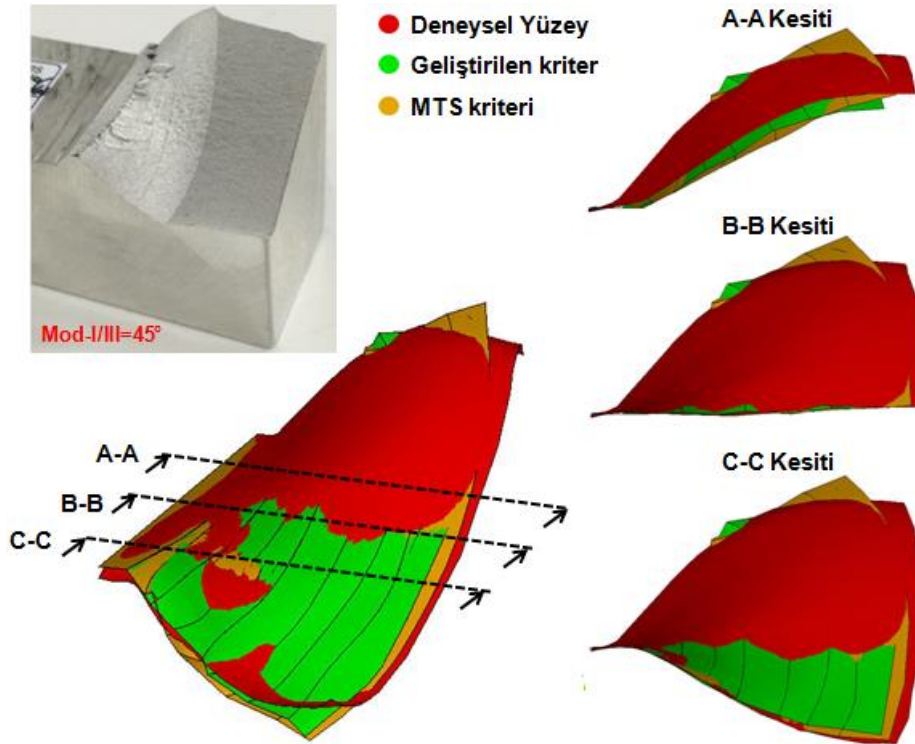 Deneysel Yüzey
Geliştirilen kriter
MTS kriteri
A-A Kesiti
B-B Kesiti
Mod-I/III=45°
A-A
B-B
C-C
C-C Kesiti